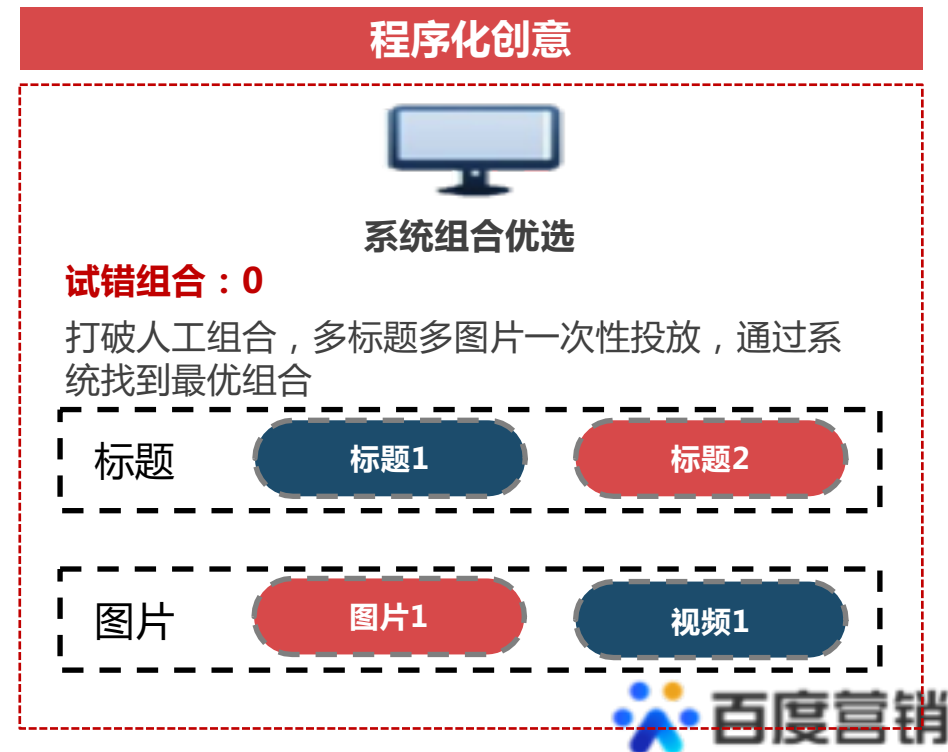 程序化创意
系统组合优选
试错组合：0
打破人工组合，多标题多图片一次性投放，通过系
统找到最优组合
标题
标题1
标题2
图片
图片1
视频1
百度营销